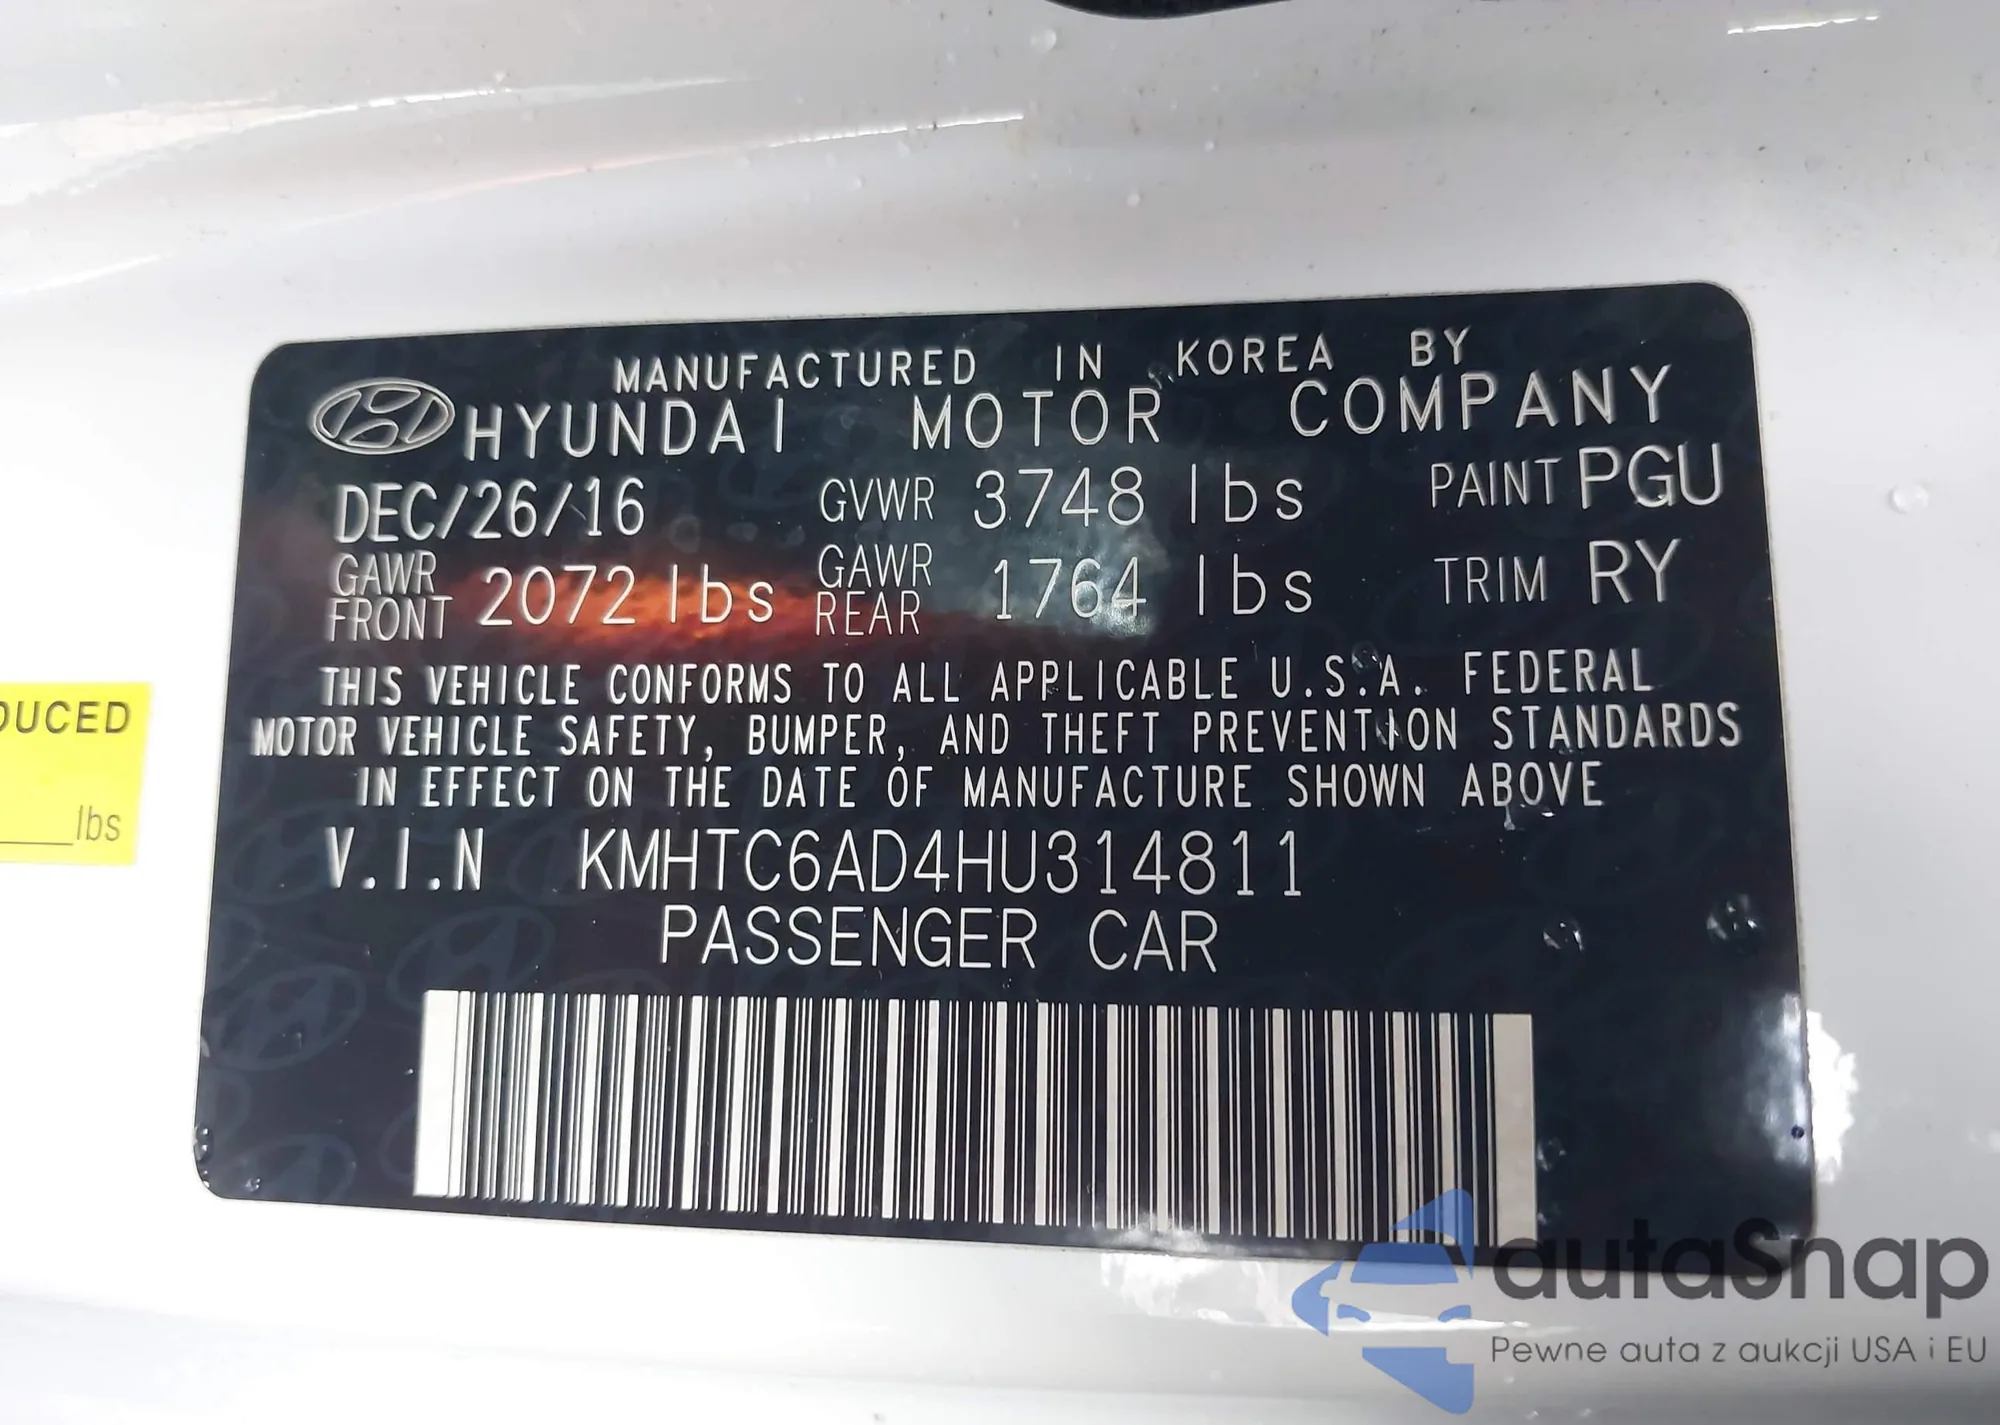 MANUFACTURED IN KOREA BY
HYUNDAI MOTOR COMPANY
DEC/26/16 GVWR 3748 lbs PAINT PGU
GAWR FRONT 2072 lbs GAWR REAR 1764 lbs TRIM RY
THIS VEHICLE CONFORMS TO ALL APPLICABLE U.S.A. FEDERAL
MOTOR VEHICLE SAFETY, BUMPER, AND THEFT PREVENTION STANDARDS
IN EFFECT ON THE DATE OF MANUFACTURE SHOWN ABOVE
V.I.N KMHTC6AD4HU314811
PASSENGER CAR
DUCED
lbs
autaSnap
Pewne auta z aukcji USA i EU